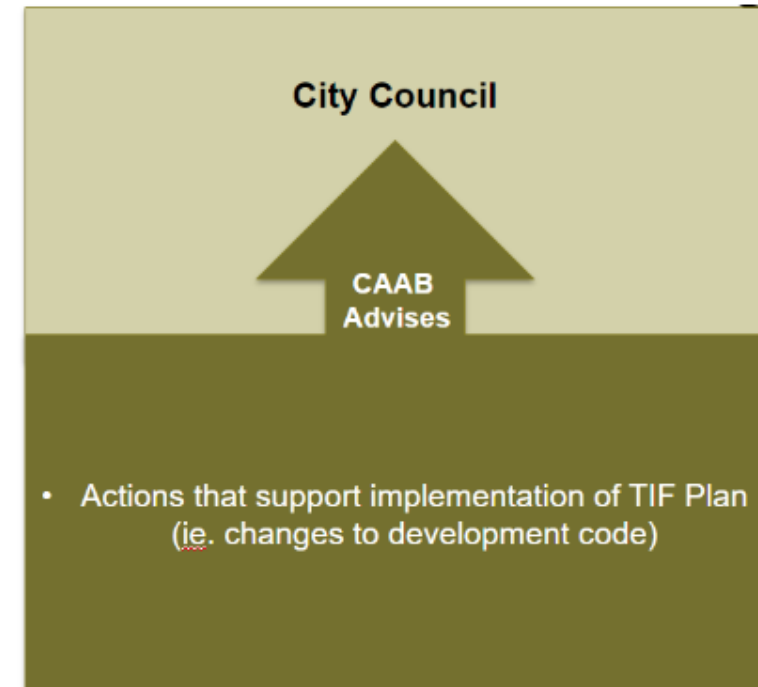 City Council
CAAB
Advises
• Actions that support implementation of TIF Plan
(ie. changes to development code)